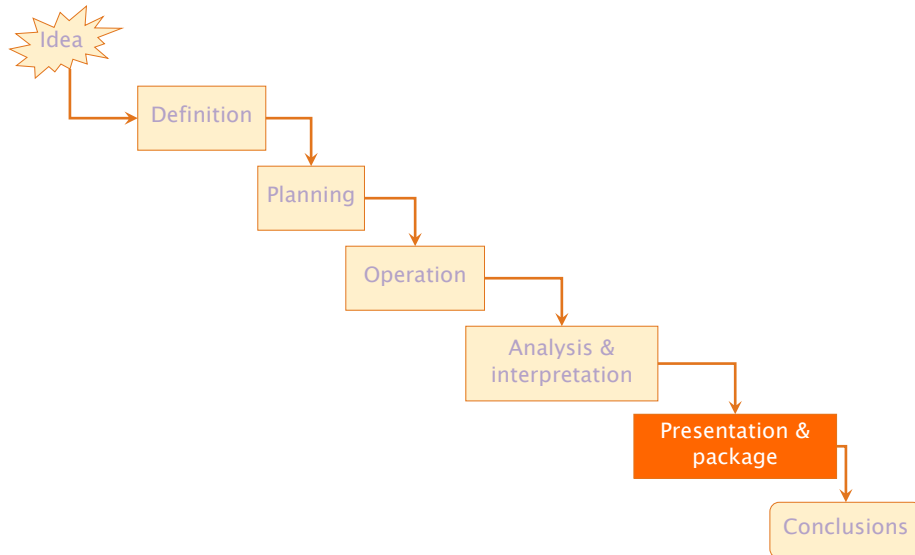 Idea
Definition
Planning
Operation
Analysis &
interpretation
Presentation &
package
Conclusions